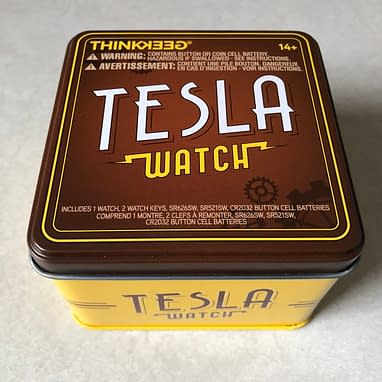 THINKGEEK 14+
WARNING: CONTAINS BUTTON OR COIN CELL BATTERY.
HAZARDOUS IF SWALLOWED - SEE INSTRUCTIONS.
AVERTISSEMENT: CONTIENT UNE PILE BOUTON. DANGEREUX
EN CAS D'INGESTION - VOIR INSTRUCTIONS.
TESLA
WATCH
INCLUDES 1 WATCH, 2 WATCH KEYS, SR626SW, SR521SW, CR2032 BUTTON CELL BATTERIES
COMPREND 1 MONTRE, 2 CLEFS A REMONTER, SR626SW, SR521SW,
CR2032 BUTTON CELL BATTERIES
TESLA
WATCH